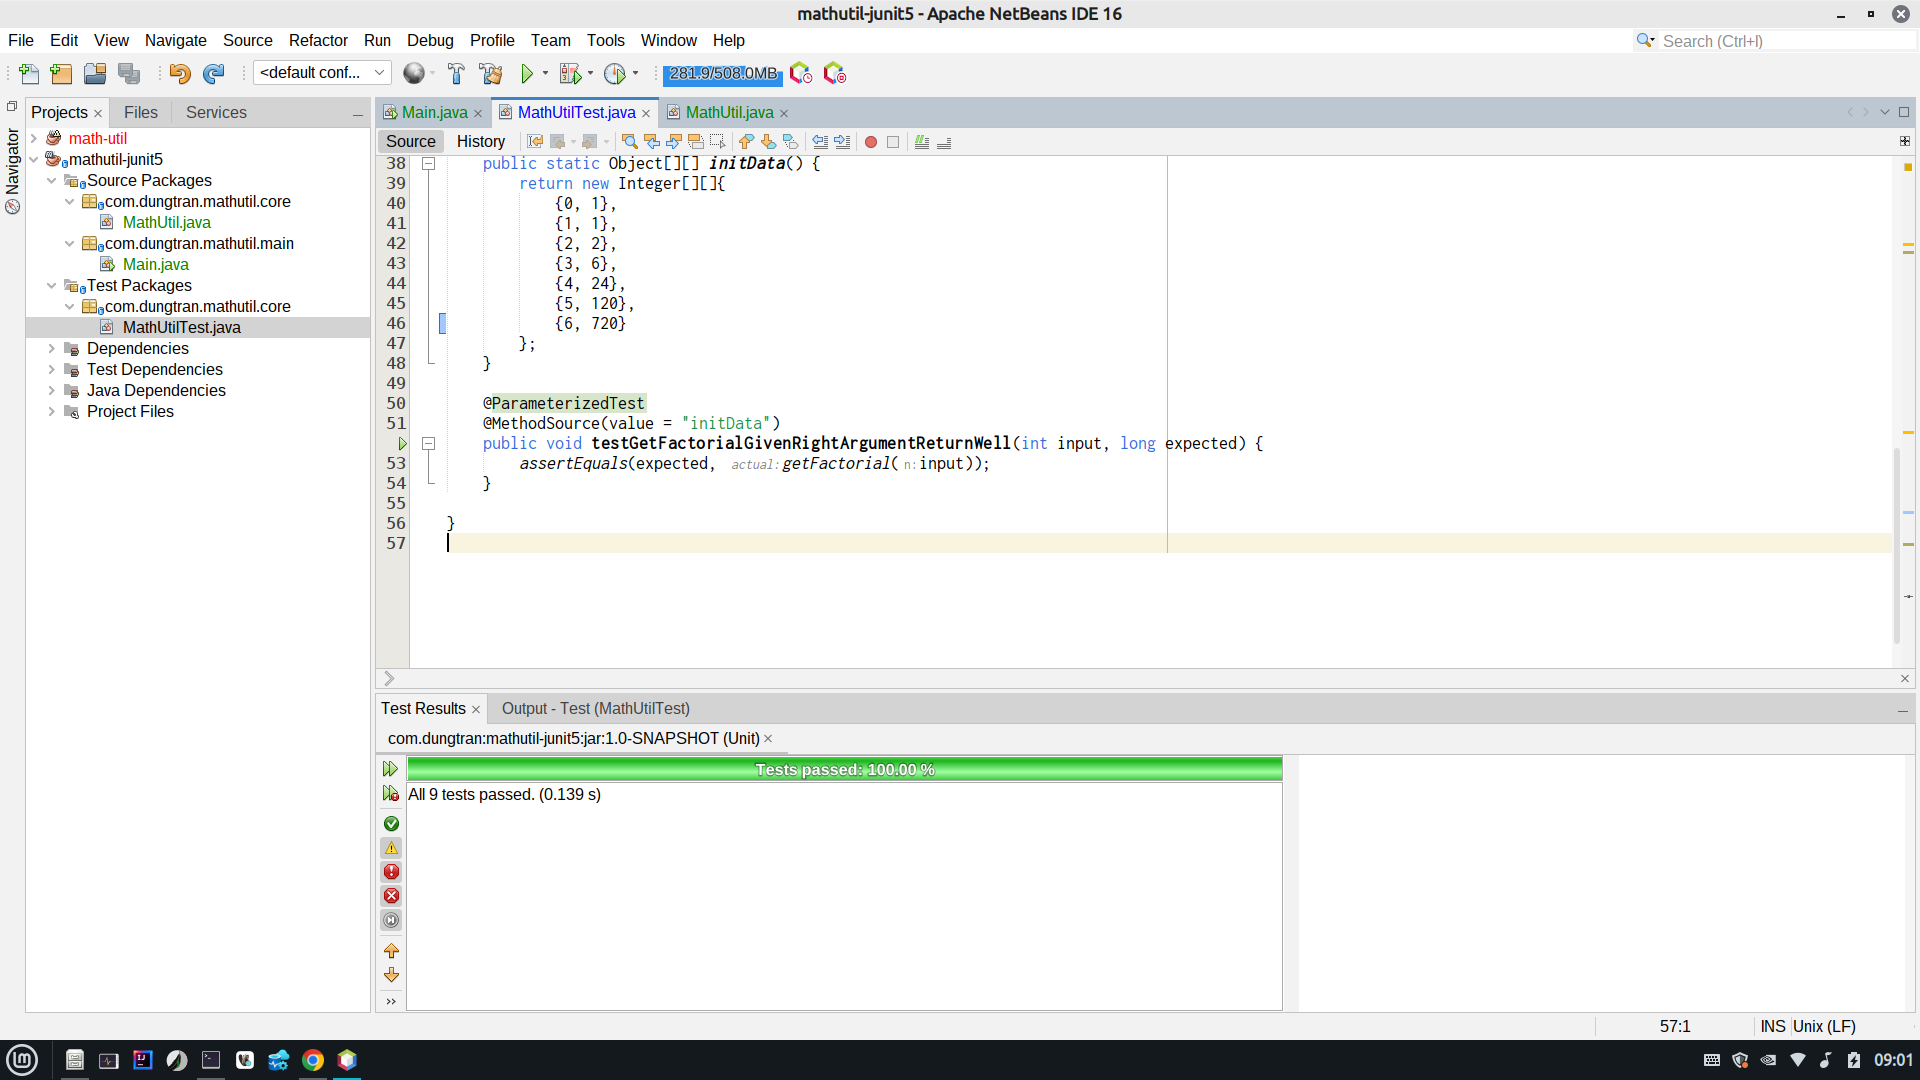 mathutil-junit5 - Apache NetBeans IDE 16
File Edit View Navigate Source Refactor Run Debug Profile Team Tools Window Help
Search (Ctrl+I)
<default conf...
281.9/508.0MB
Navigator
Projects Files Services
math-util
mathutil-junit5
Source Packages
com.dungtran.mathutil.core
MathUtil.java
com.dungtran.mathutil.main
Main.java
Test Packages
com.dungtran.mathutil.core
MathUtilTest.java
Dependencies
Test Dependencies
Java Dependencies
Project Files
Main.java MathUtilTest.java MathUtil.java
Source History
38 public static Object[][] initData() {
39 return new Integer[][]{
40 {0, 1},
41 {1, 1},
42 {2, 2},
43 {3, 6},
44 {4, 24},
45 {5, 120},
46 {6, 720}
47 };
48 }
49
50 @ParameterizedTest
51 @MethodSource(value = "initData")
public void testGetFactorialGivenRightArgumentReturnWell(int input, long expected) {
53 assertEquals(expected, actual:getFactorial( n:input));
54 }
55
56 }
57
Test Results Output - Test (MathUtilTest)
com.dungtran:mathutil-junit5:jar:1.0-SNAPSHOT (Unit)
Tests passed: 100.00 %
All 9 tests passed. (0.139 s)
57:1 INS Unix (LF)
09:01